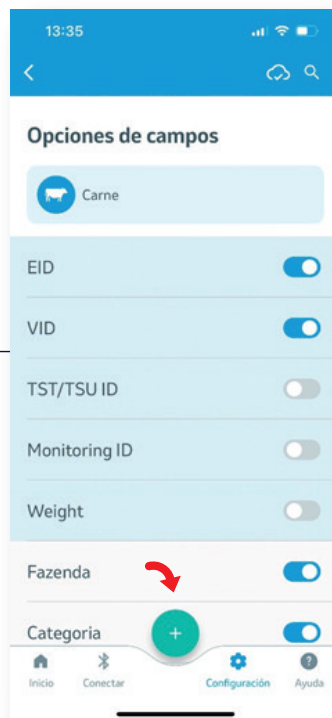 13:35
Opciones de campos
Carne
EID
VID
TST/TSU ID
Monitoring ID
Weight
Fazenda
Categoria
+
Inicio Conectar Configuración Ayuda